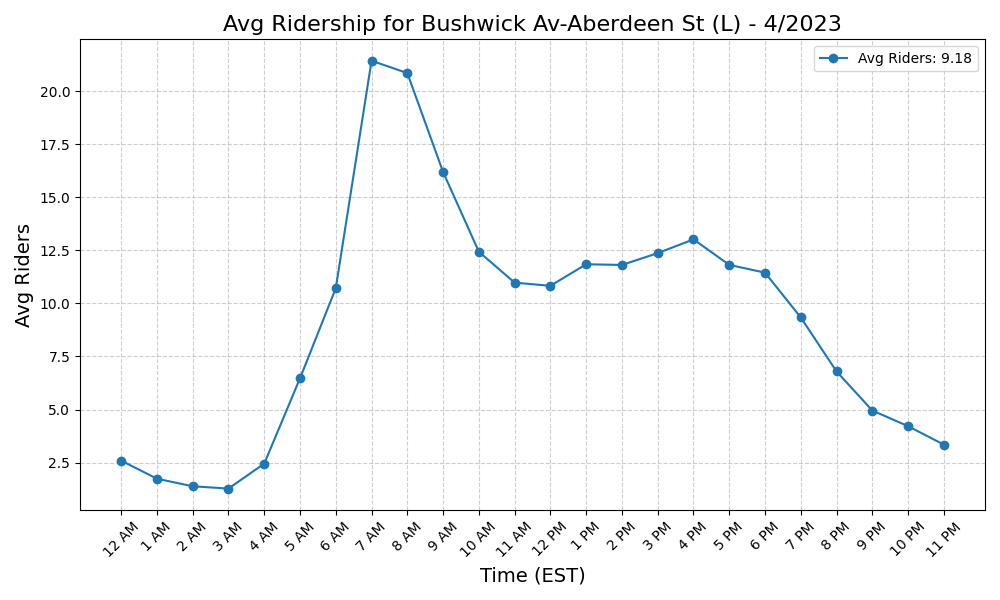 Avg Ridership for Bushwick Av-Aberdeen St (L) - 4/2023
Avg Riders: 9.18
Avg Riders
20.0
17.5
15.0
12.5
10.0
7.5
5.0
2.5
12 AM
1 AM
2 AM
3 AM
4 AM
5 AM
6 AM
7 AM
8 AM
9 AM
10 AM
11 AM
12 PM
1 PM
2 PM
3 PM
4 PM
5 PM
6 PM
7 PM
8 PM
9 PM
10 PM
11 PM
Time (EST)